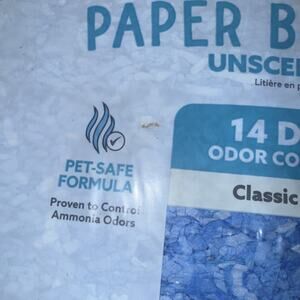 PAPER B
UNSCE
Litière en p
14 D
ODOR CO
Classic
PET-SAFE
FORMULA
Proven to Control
Ammonia Odors